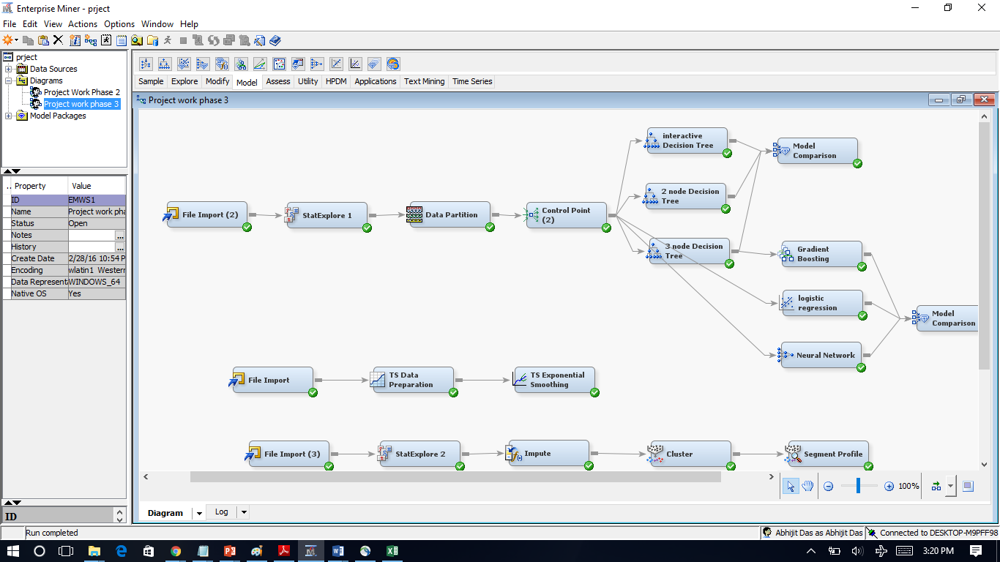 Enterprise Miner - prject
File Edit View Actions Options Window Help
prject
Data Sources
Diagrams
Project Work Phase 2
Project work phase 3
Model Packages
Sample Explore Modify Model Assess Utility HPDM Applications Text Mining Time Series
Project work phase 3
.. Property Value
ID EMWS1
Name Project work pha
Status Open
Notes ...
History ...
Create Date 2/28/16 10:54 P
Encoding wlatin1 Western
Data Represent WINDOWS_64
Native OS Yes
ID
interactive
Decision Tree
Model
Comparison
2 node Decision
Tree
File Import (2)
StatExplore 1
Data Partition
Control Point
(2)
3 node Decision
Tree
Gradient
Boosting
logistic
regression
Model
Comparison
Neural Network
File Import
TS Data
Preparation
TS Exponential
Smoothing
File Import (3)
StatExplore 2
Impute
Cluster
Segment Profile
100%
Diagram Log
Run completed
Abhijit Das as Abhijit Das
Connected to DESKTOP-M9PFF98
3:20 PM